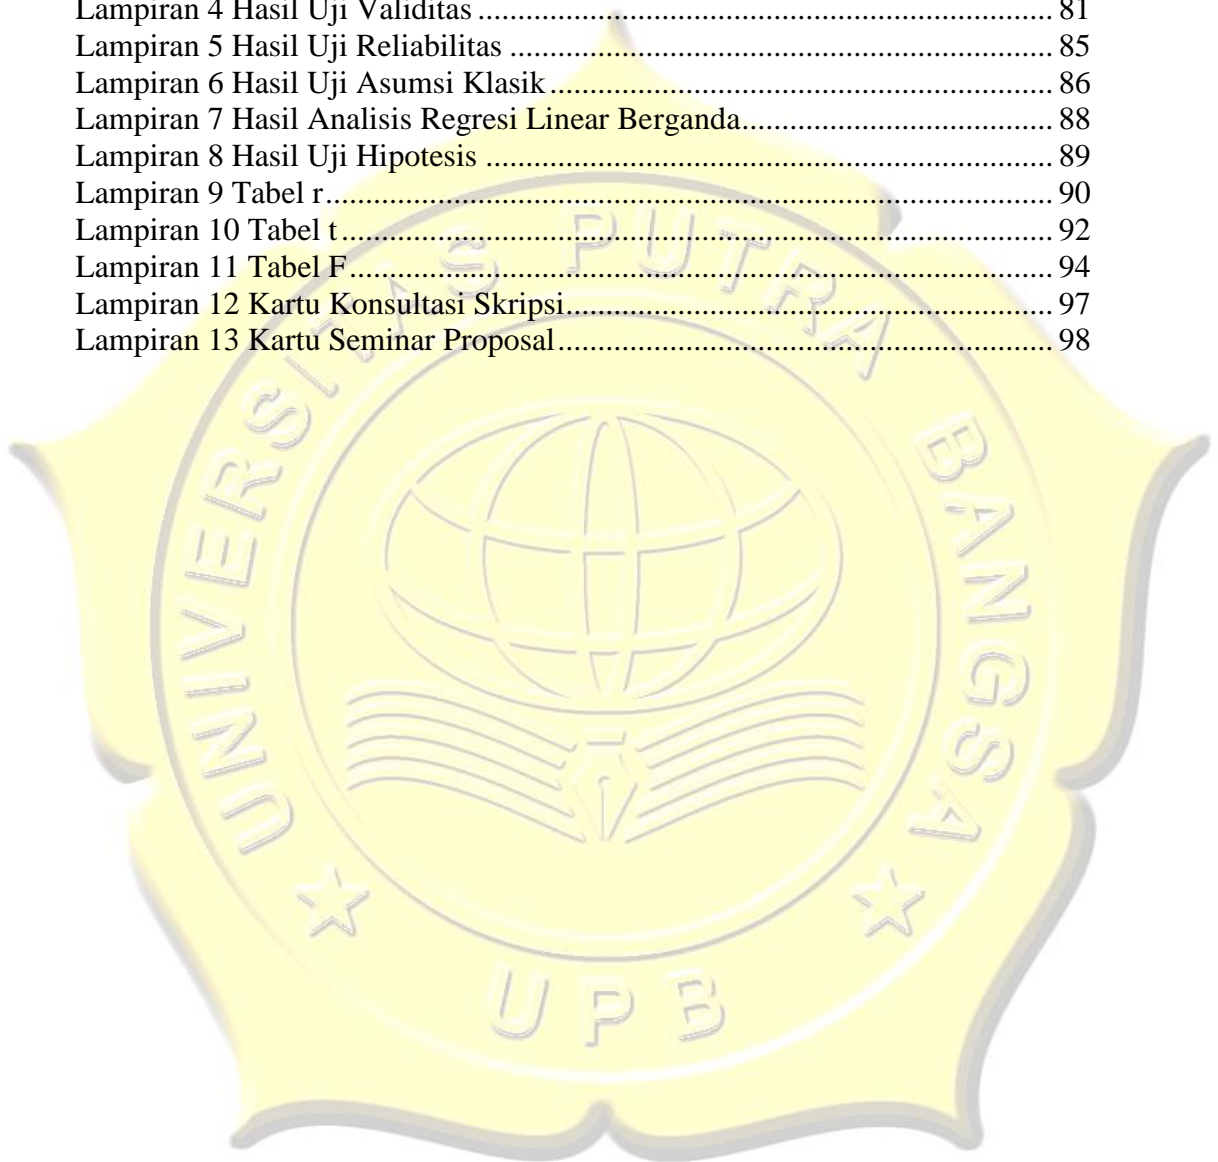 Lampiran 4 Hasil Uji Validitas ........................................................................ 81
Lampiran 5 Hasil Uji Reliabilitas .................................................................... 85
Lampiran 6 Hasil Uji Asumsi Klasik............................................................... 86
Lampiran 7 Hasil Analisis Regresi Linear Berganda....................................... 88
Lampiran 8 Hasil Uji Hipotesis ....................................................................... 89
Lampiran 9 Tabel r........................................................................................... 90
Lampiran 10 Tabel t......................................................................................... 92
Lampiran 11 Tabel F........................................................................................ 94
Lampiran 12 Kartu Konsultasi Skripsi............................................................. 97
Lampiran 13 Kartu Seminar Proposal.............................................................. 98
UNIVERSITAS PUTRA BANGSA
UPB